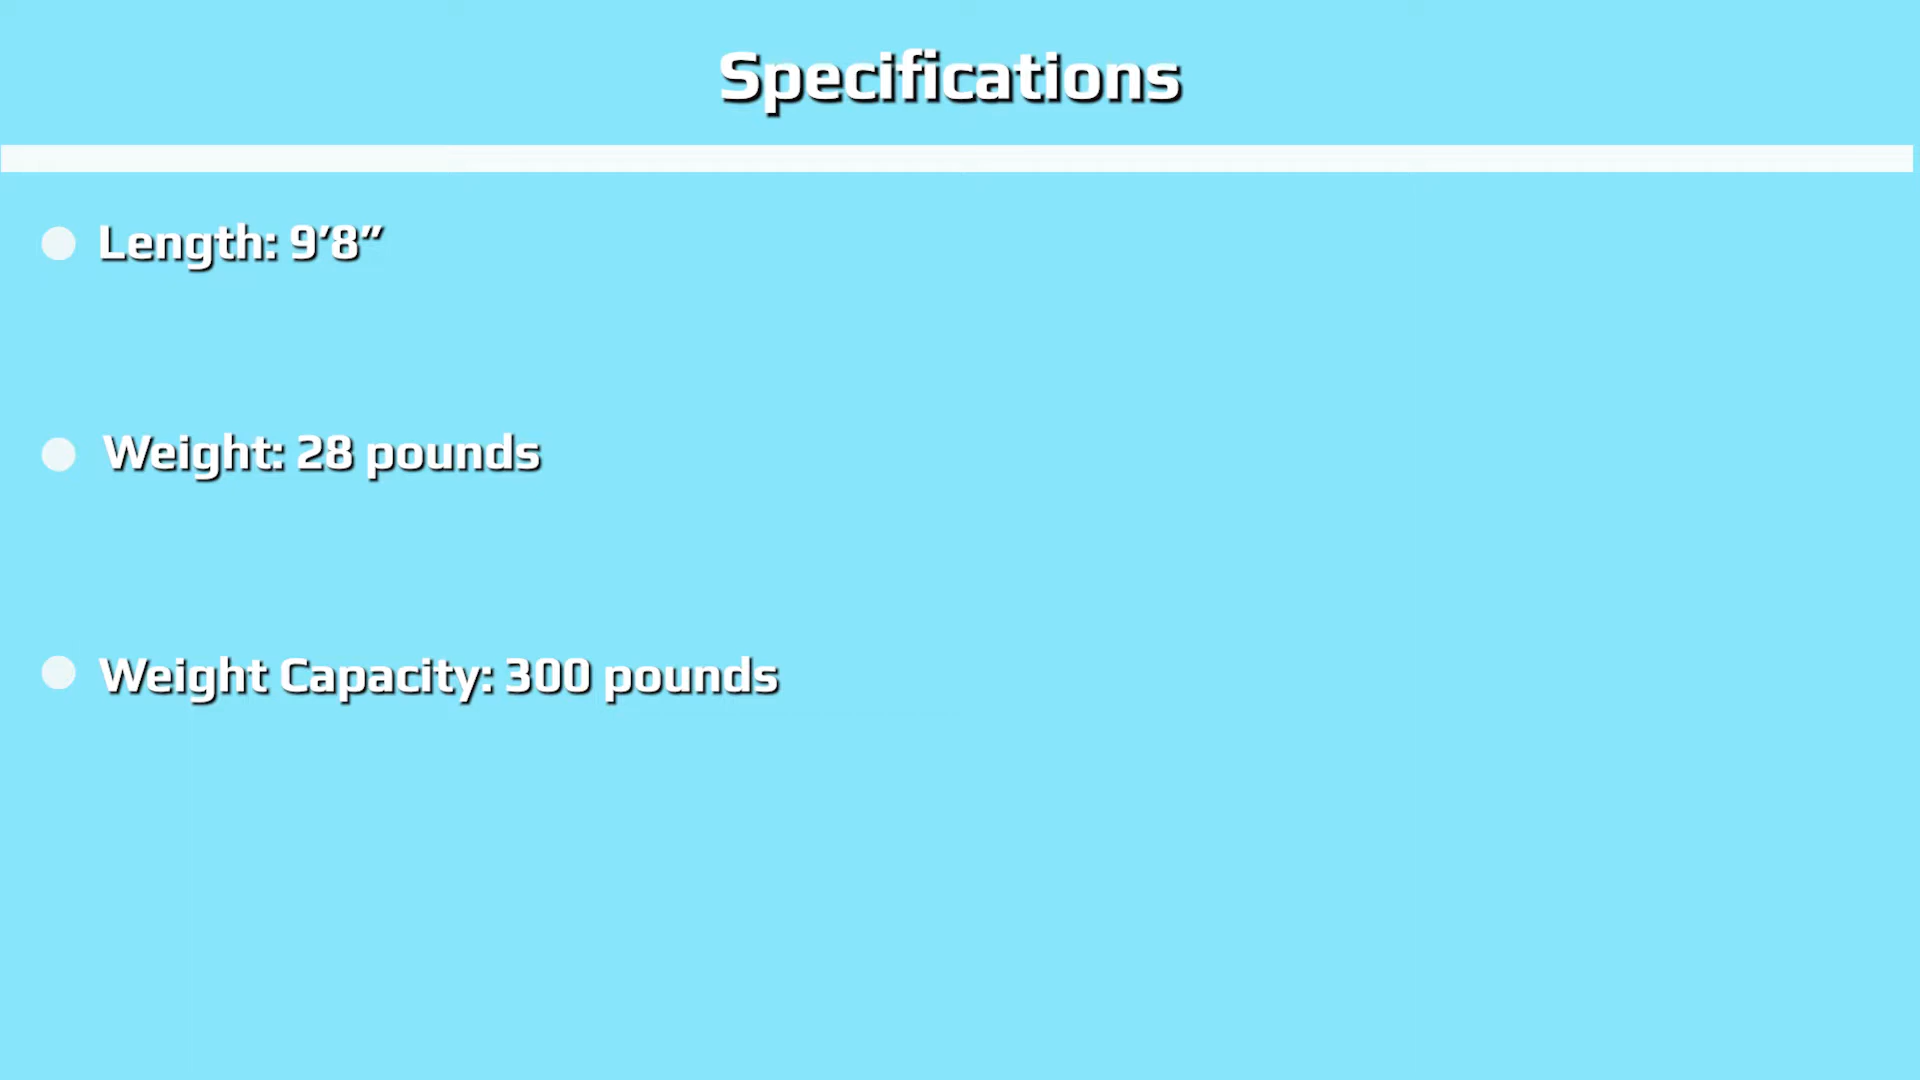 Specifications
Length: 9’8”
Weight: 28 pounds
Weight Capacity: 300 pounds